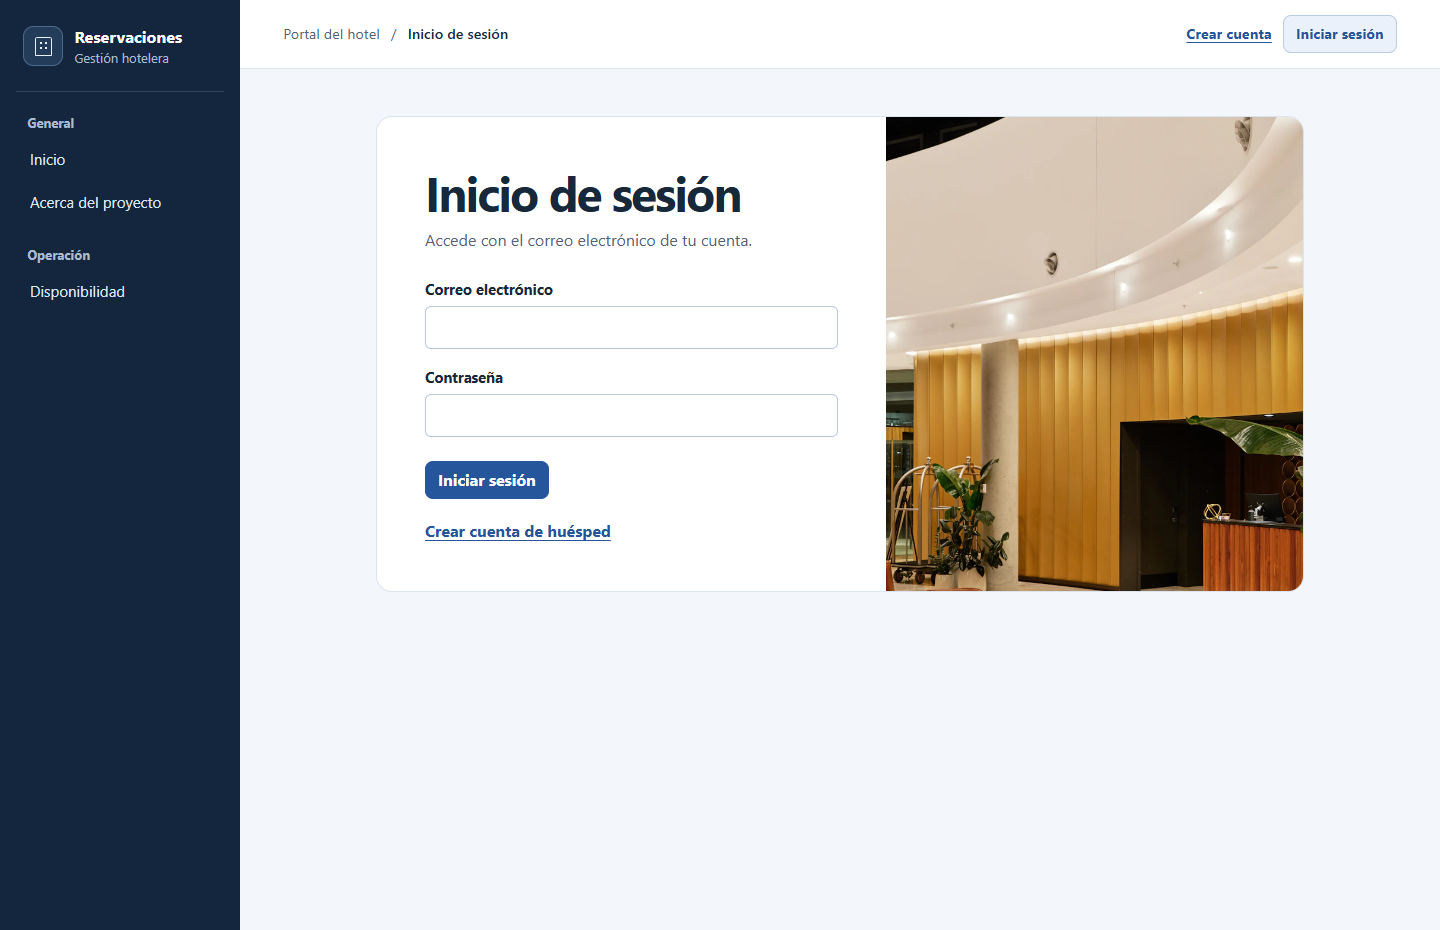 Reservaciones
Gestión hotelera
General
Inicio
Acerca del proyecto
Operación
Disponibilidad
Portal del hotel / Inicio de sesión
Crear cuenta
Iniciar sesión
Inicio de sesión
Accede con el correo electrónico de tu cuenta.
Correo electrónico
Contraseña
Iniciar sesión
Crear cuenta de huésped